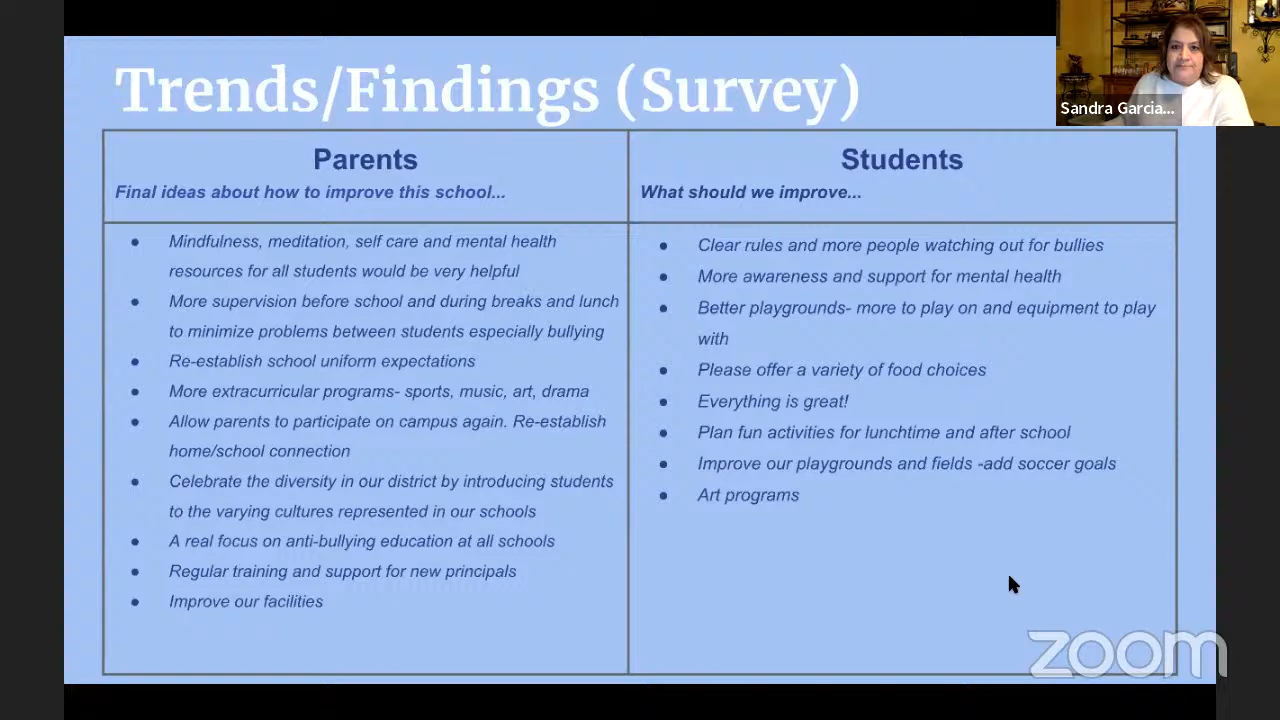 Trends/Findings (Survey)
Sandra Garcia...
Parents
Final ideas about how to improve this school...
Students
What should we improve...
● Mindfulness, meditation, self care and mental health
resources for all students would be very helpful
● More supervision before school and during breaks and lunch
to minimize problems between students especially bullying
● Re-establish school uniform expectations
● More extracurricular programs- sports, music, art, drama
● Allow parents to participate on campus again. Re-establish
home/school connection
● Celebrate the diversity in our district by introducing students
to the varying cultures represented in our schools
● A real focus on anti-bullying education at all schools
● Regular training and support for new principals
● Improve our facilities
● Clear rules and more people watching out for bullies
● More awareness and support for mental health
● Better playgrounds- more to play on and equipment to play
with
● Please offer a variety of food choices
● Everything is great!
● Plan fun activities for lunchtime and after school
● Improve our playgrounds and fields -add soccer goals
● Art programs
zoom